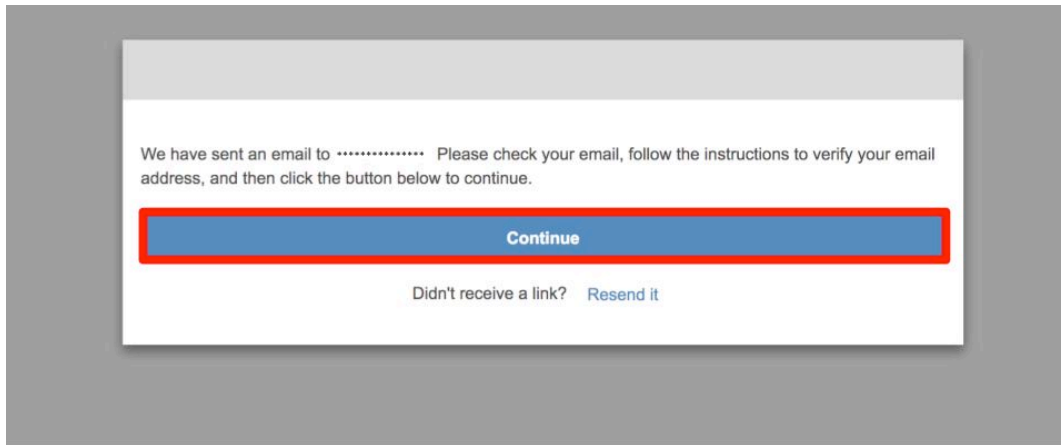 We have sent an email to ··············· Please check your email, follow the instructions to verify your email
address, and then click the button below to continue.
Continue
Didn't receive a link? Resend it